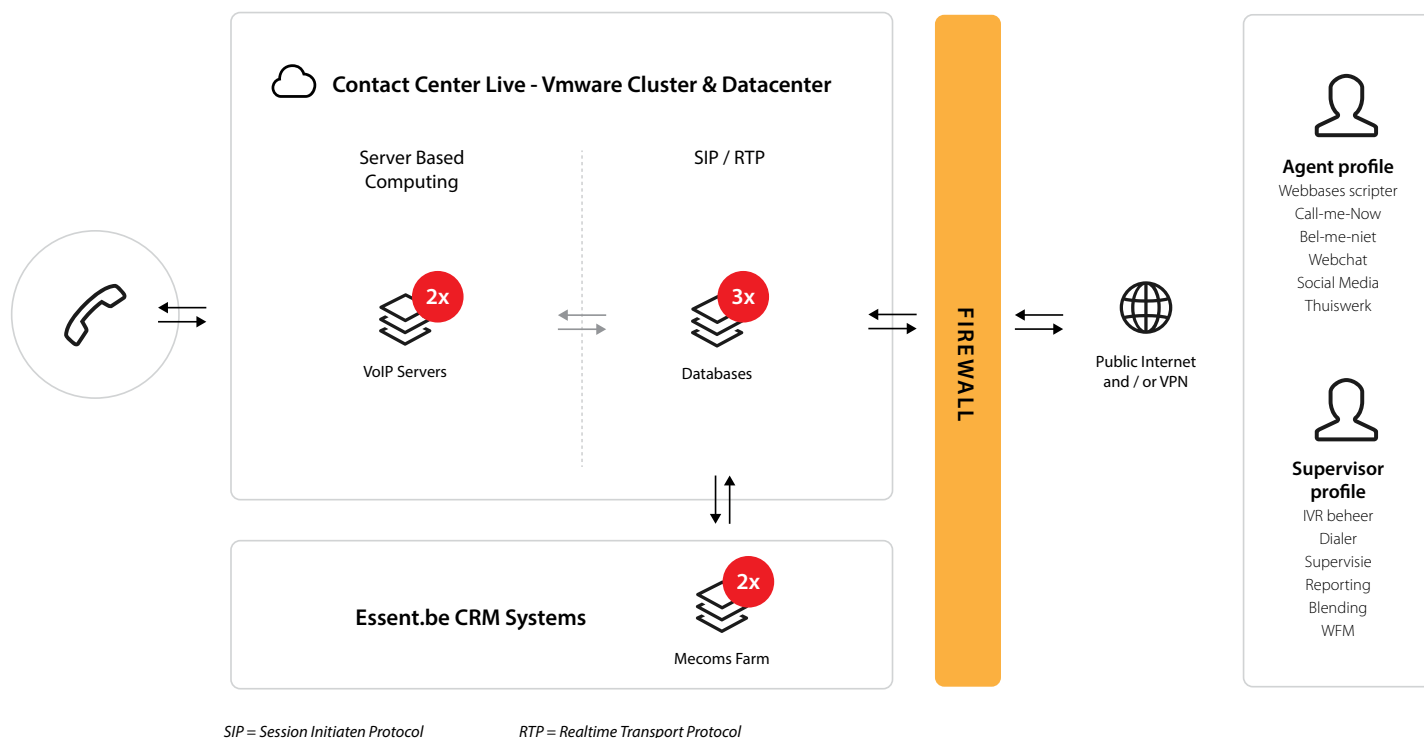 Contact Center Live - Vmware Cluster & Datacenter
Server Based
Computing
SIP / RTP
2x
VoIP Servers
3x
Databases
2x
Essent.be CRM Systems
Mecoms Farm
FIREWALL
Public Internet
and / or VPN
Agent profile
Webbases scripter
Call-me-Now
Bel-me-niet
Webchat
Social Media
Thuiswerk
Supervisor
profile
IVR beheer
Dialer
Supervisie
Reporting
Blending
WFM
SIP = Session Initiaten Protocol
RTP = Realtime Transport Protocol